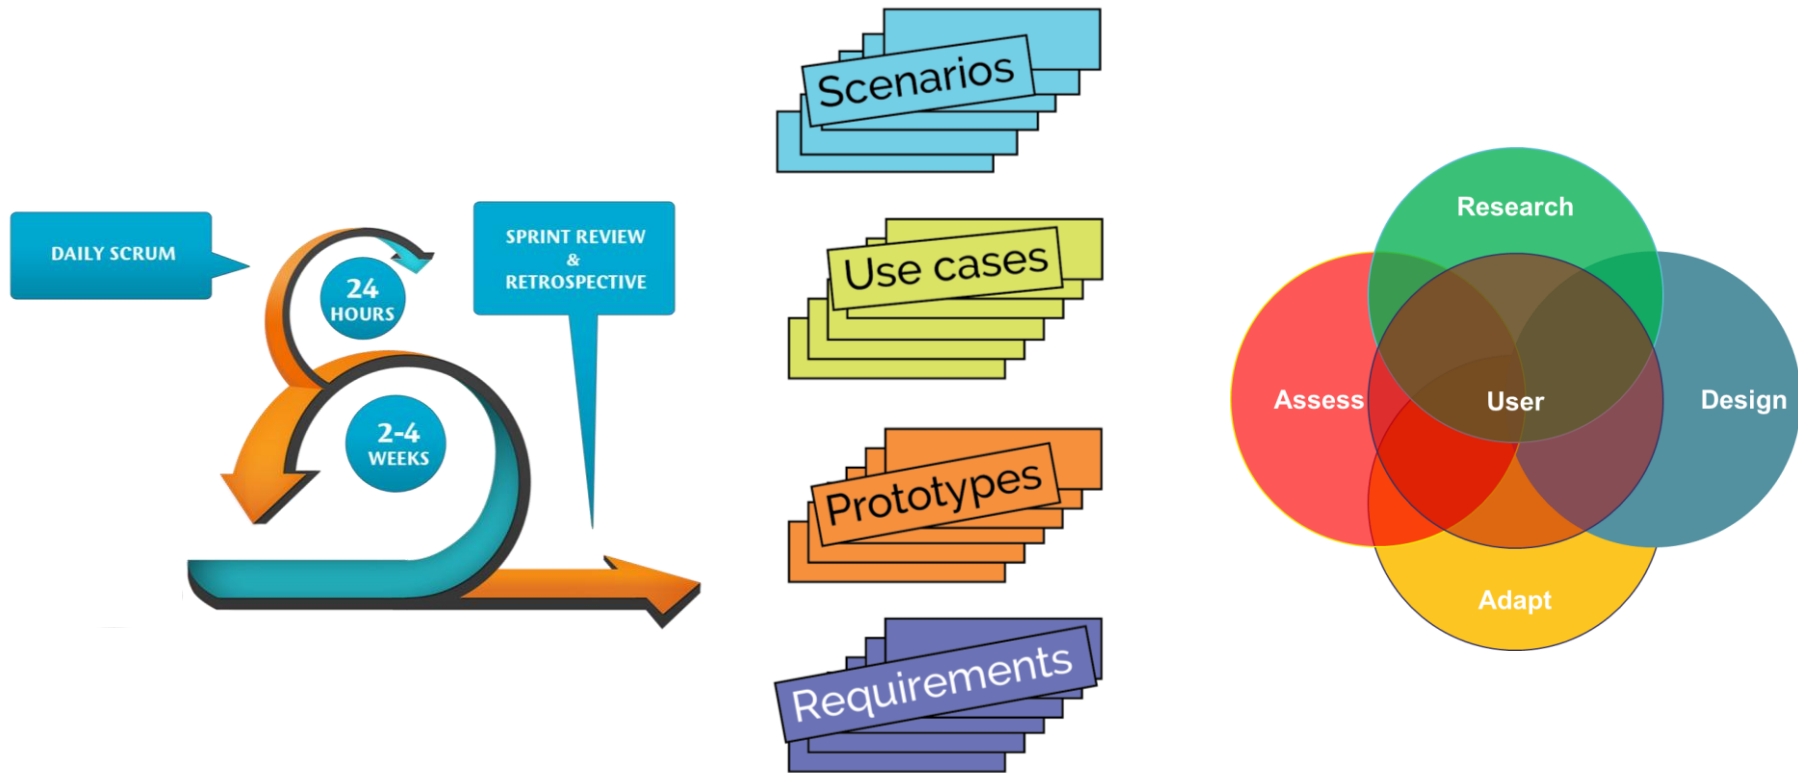 DAILY SCRUM
24
HOURS
2-4
WEEKS
SPRINT REVIEW
&
RETROSPECTIVE
Scenarios
Use cases
Prototypes
Requirements
Research
Assess
User
Design
Adapt